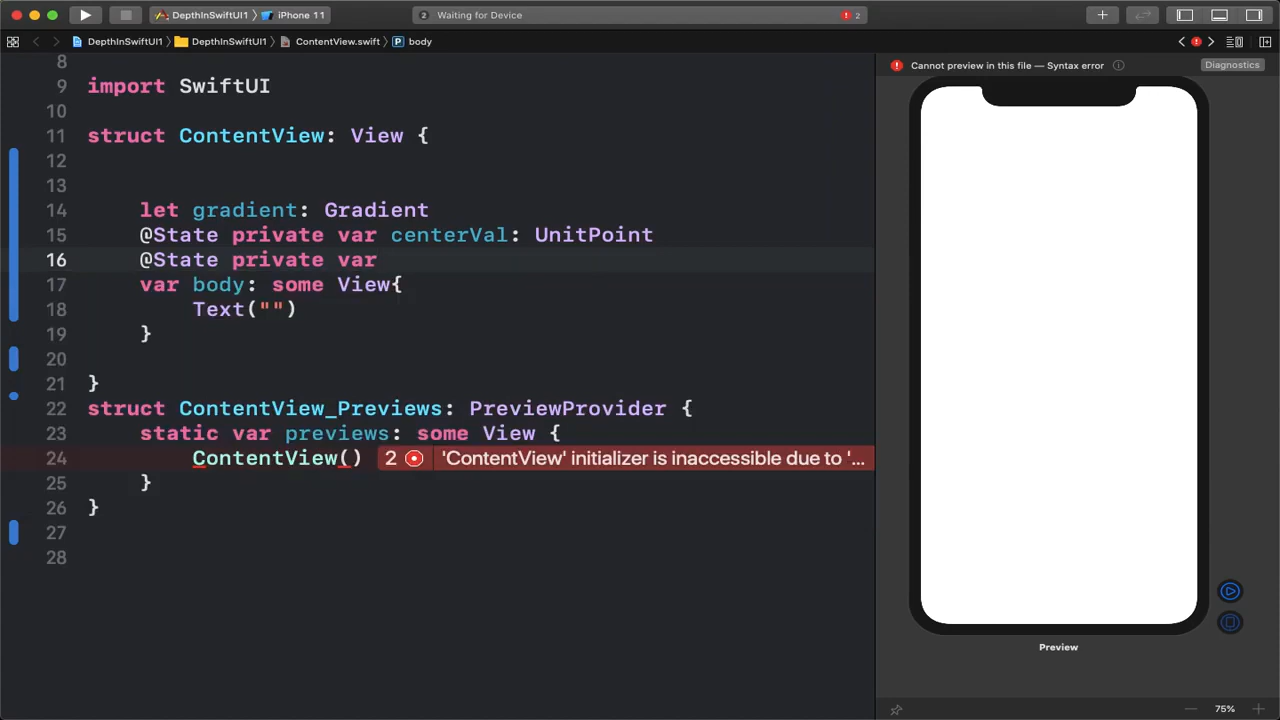 DepthInSwiftUI1 iPhone 11 2 Waiting for Device 2
DepthInSwiftUI1 DepthInSwiftUI1 ContentView.swift P body
8
9 import SwiftUI
10
11 struct ContentView: View {
12
13
14 let gradient: Gradient
15 @State private var centerVal: UnitPoint
16 @State private var
17 var body: some View{
18 Text("")
19 }
20
21 }
22 struct ContentView_Previews: PreviewProvider {
23 static var previews: some View {
24 ContentView() 2 'ContentView' initializer is inaccessible due to '...
25 }
26 }
27
28
Cannot preview in this file — Syntax error Diagnostics
Preview
75%